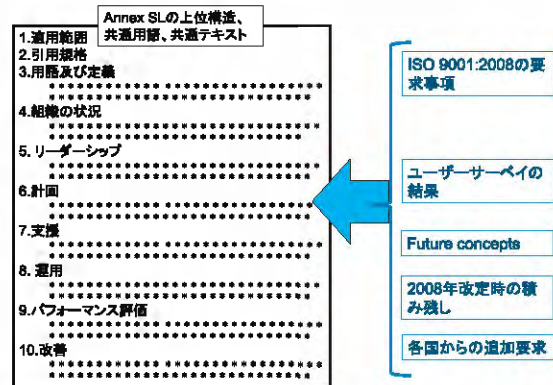 Annex SLの上位構造、
共通用語、共通テキスト
1.適用範囲
2.引用規格
3.用語及び定義
4.組織の状況
5. リーダーシップ
6.計画
7.支援
8. 運用
9.パフォーマンス評価
10.改善
ISO 9001:2008の要
求事項
ユーザーサーベイの
結果
Future concepts
2008年改定時の積
み残し
各国からの追加要求